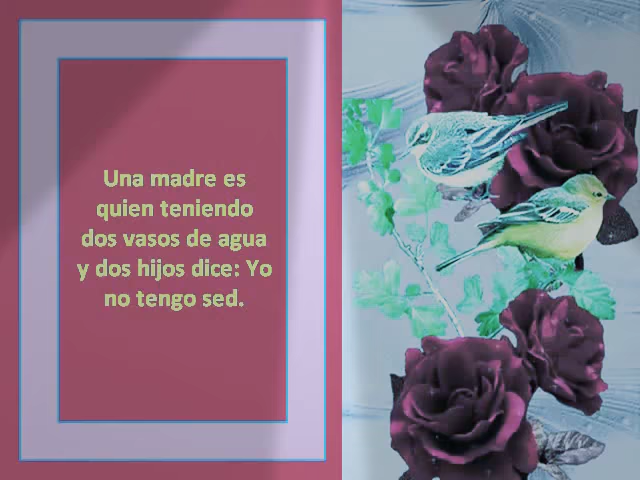 Una madre es
quien teniendo
dos vasos de agua
y dos hijos dice: Yo
no tengo sed.